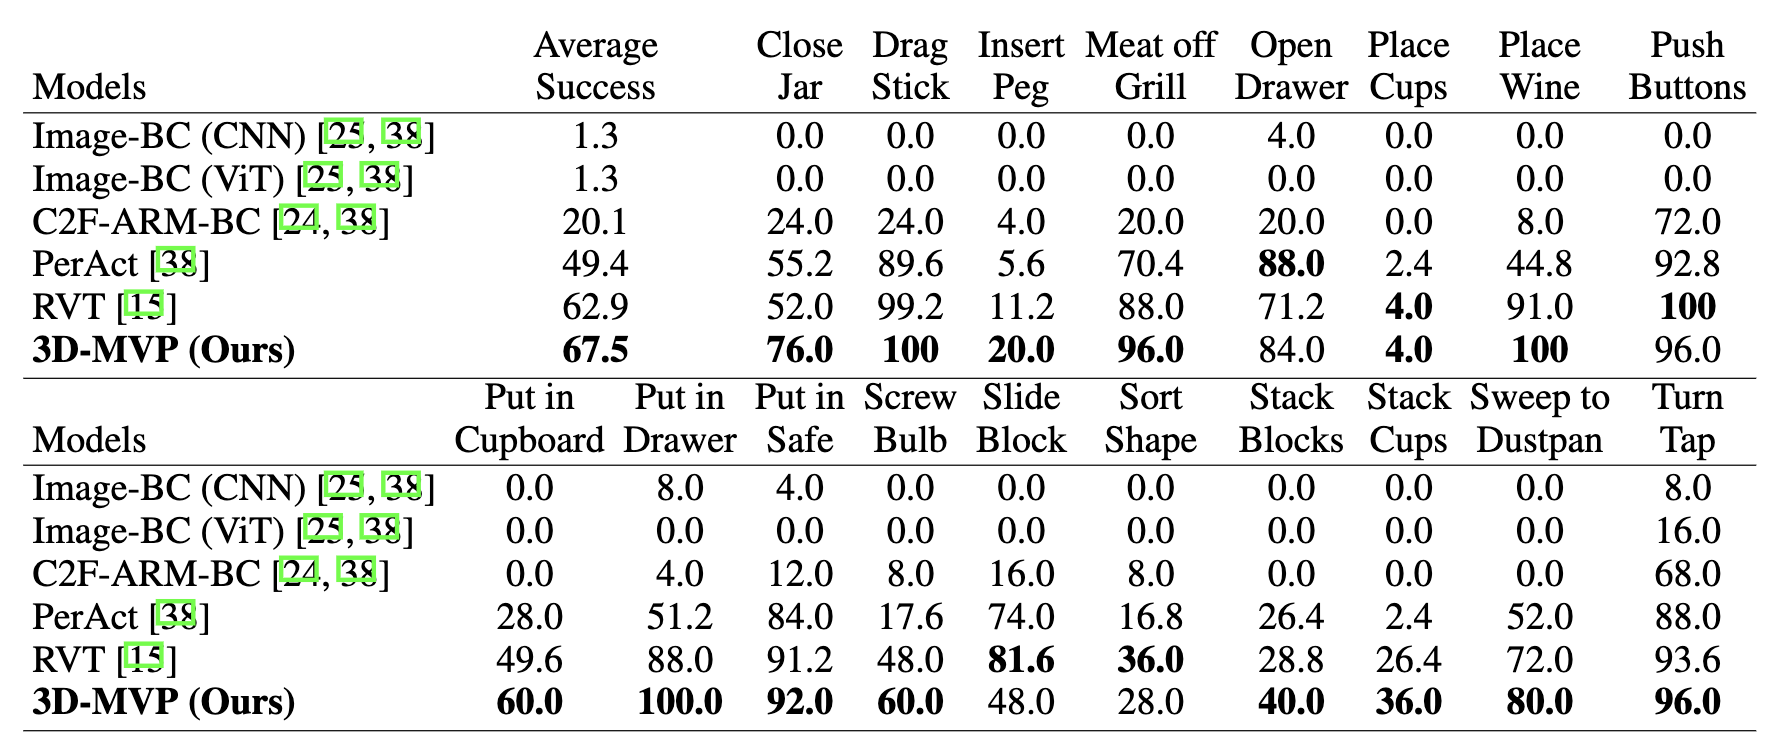 Models Average Success Close Jar Drag Stick Insert Peg Meat off Grill Open Drawer Place Cups Place Wine Push Buttons
Image-BC (CNN) [25, 38] 1.3 0.0 0.0 0.0 0.0 4.0 0.0 0.0 0.0
Image-BC (ViT) [25, 38] 1.3 0.0 0.0 0.0 0.0 0.0 0.0 0.0 0.0
C2F-ARM-BC [24, 38] 20.1 24.0 24.0 4.0 20.0 20.0 0.0 8.0 72.0
PerAct [38] 49.4 55.2 89.6 5.6 70.4 88.0 2.4 44.8 92.8
RVT [15] 62.9 52.0 99.2 11.2 88.0 71.2 4.0 91.0 100
3D-MVP (Ours) 67.5 76.0 100 20.0 96.0 84.0 4.0 100 96.0
Models Put in Cupboard Put in Drawer Put in Safe Screw Bulb Slide Block Sort Shape Stack Blocks Stack Cups Sweep to Dustpan Turn Tap
Image-BC (CNN) [25, 38] 0.0 8.0 4.0 0.0 0.0 0.0 0.0 0.0 0.0 8.0
Image-BC (ViT) [25, 38] 0.0 0.0 0.0 0.0 0.0 0.0 0.0 0.0 0.0 16.0
C2F-ARM-BC [24, 38] 0.0 4.0 12.0 8.0 16.0 8.0 0.0 0.0 0.0 68.0
PerAct [38] 28.0 51.2 84.0 17.6 74.0 16.8 26.4 2.4 52.0 88.0
RVT [15] 49.6 88.0 91.2 48.0 81.6 36.0 28.8 26.4 72.0 93.6
3D-MVP (Ours) 60.0 100.0 92.0 60.0 48.0 28.0 40.0 36.0 80.0 96.0